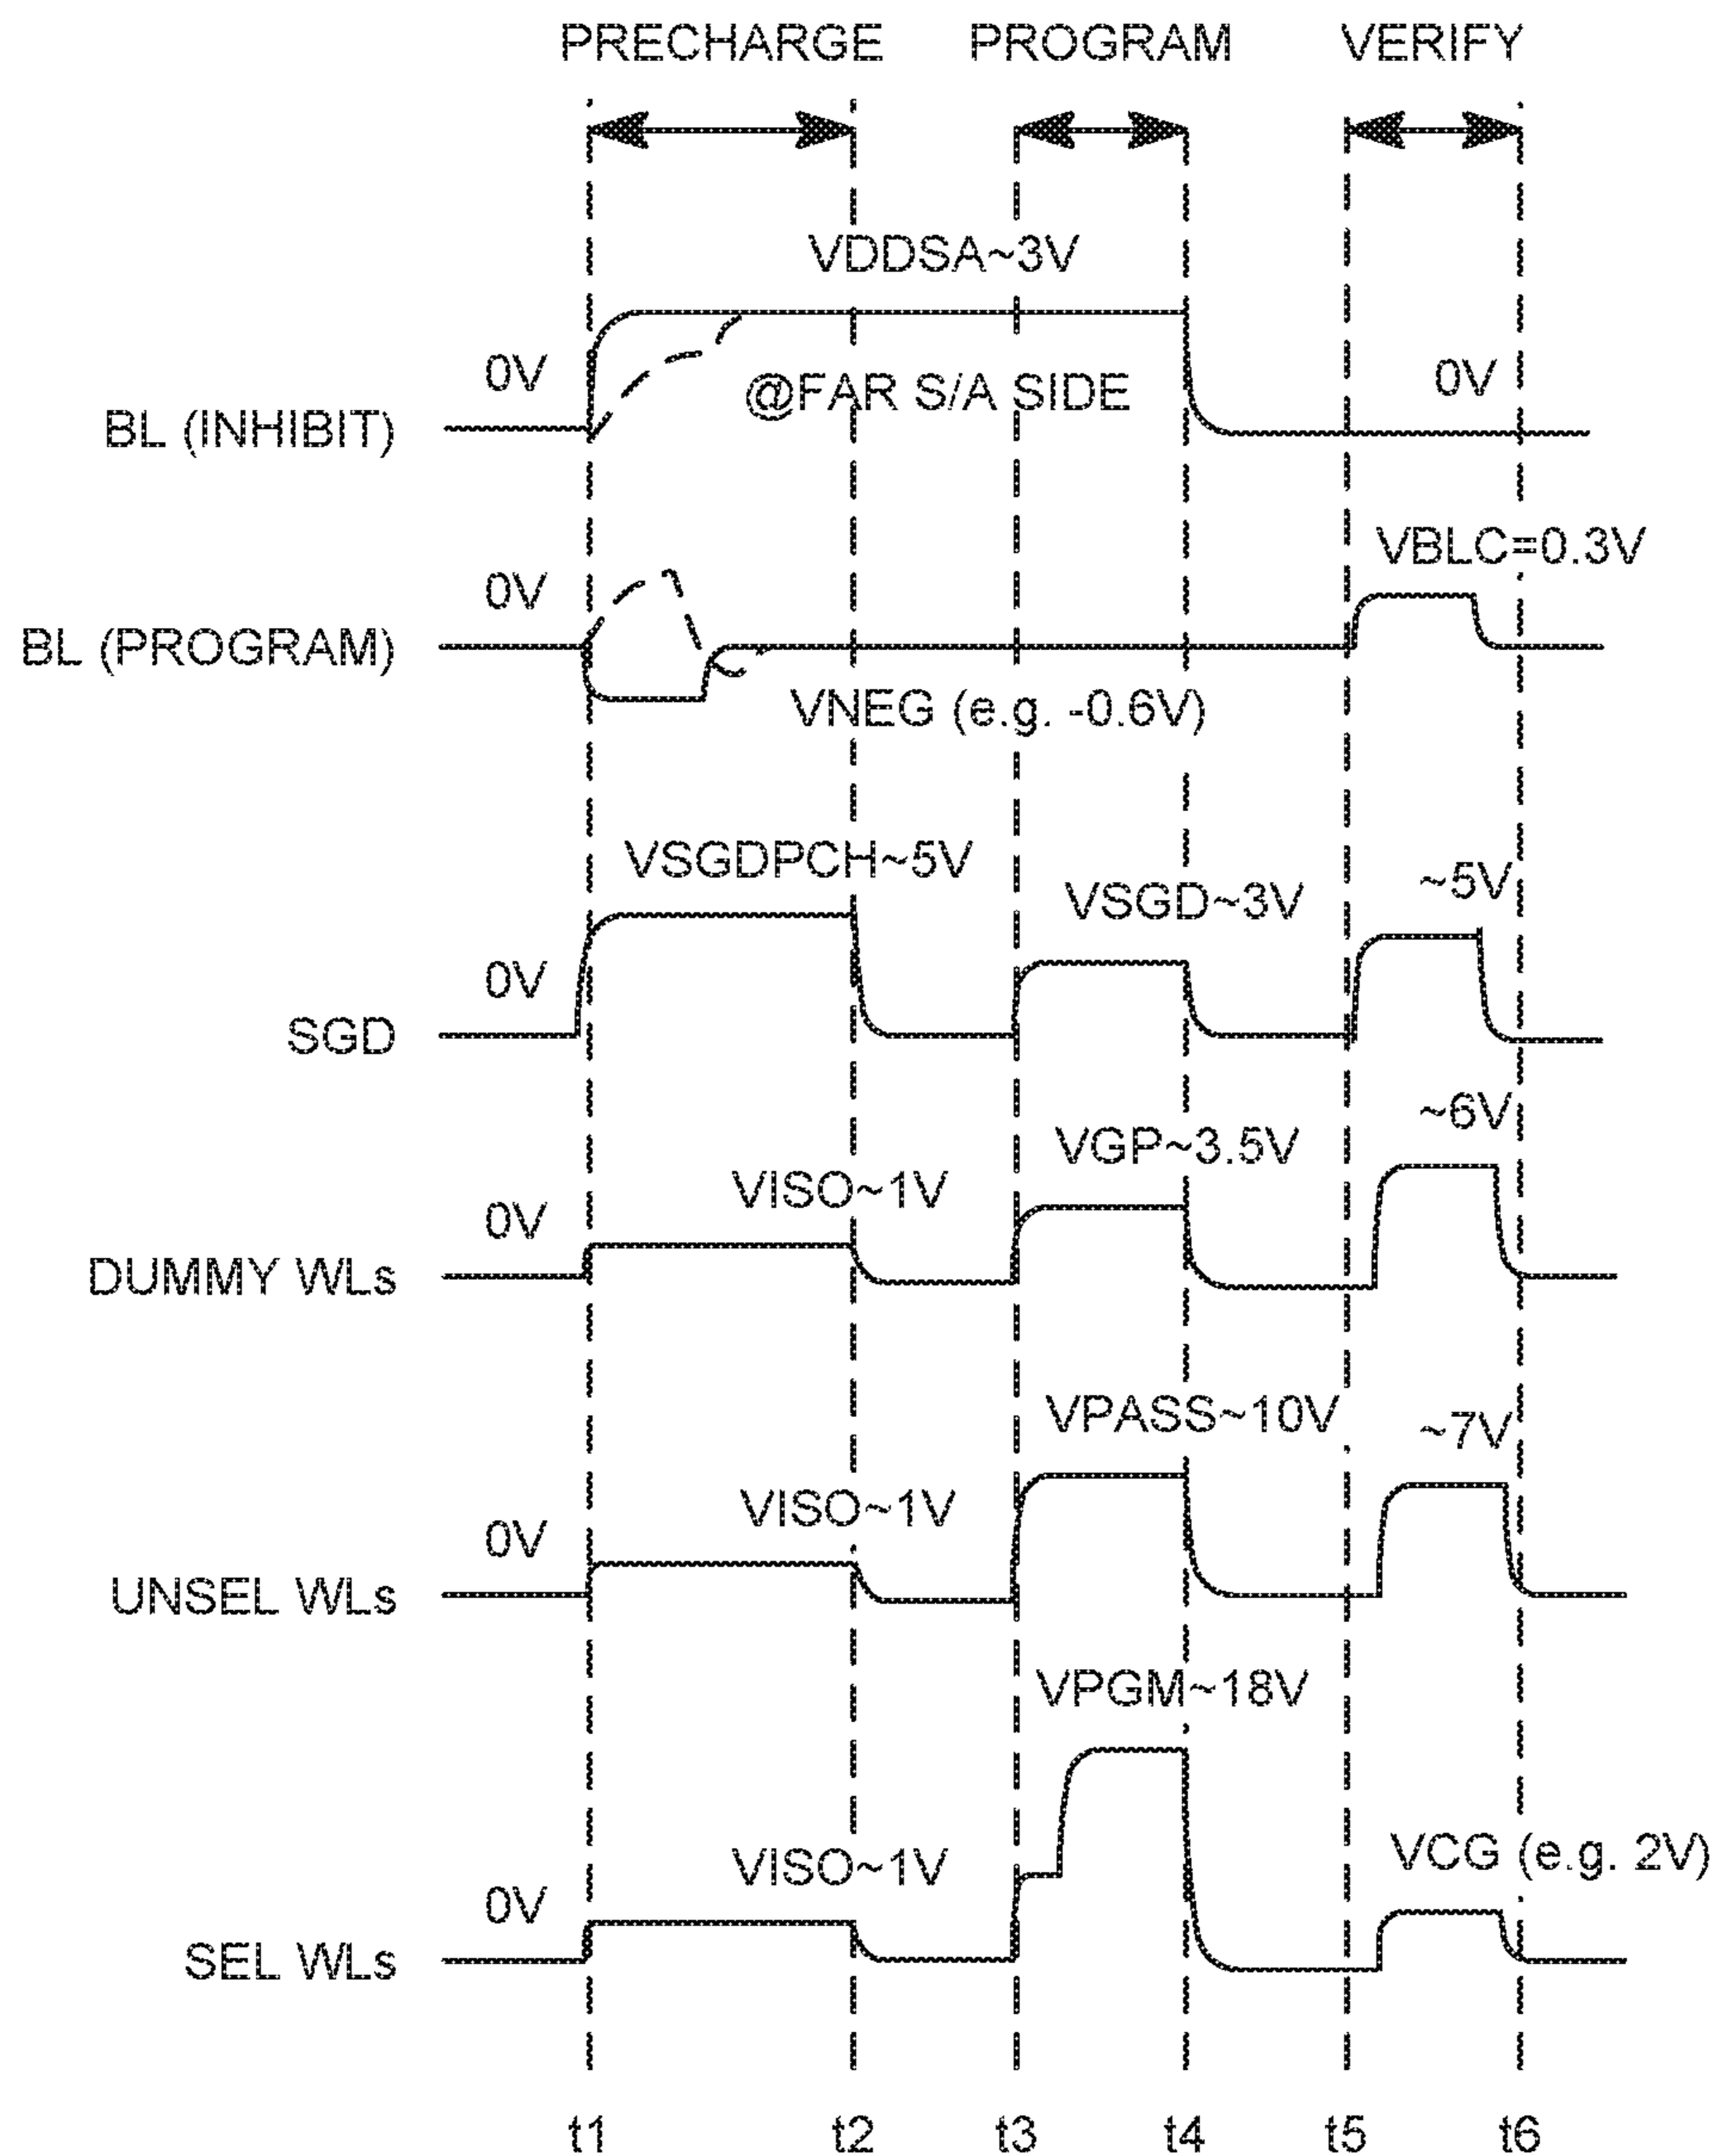 PRECHARGE PROGRAM VERIFY
VDDSA~3V
0V 0V
@FAR S/A SIDE
BL (INHIBIT)
VBLC=0.3V
0V
BL (PROGRAM)
VNEG (e.g. -0.6V)
VSGDPCH~5V
VSGD~3V ~5V
0V
SGD
~6V
VGP~3.5V
VISO~1V
0V
DUMMY WLs
VPASS~10V ~7V
VISO~1V
0V
UNSEL WLs
VPGM~18V
VISO~1V VCG (e.g. 2V)
0V
SEL WLs
t1 t2 t3 t4 t5 t6